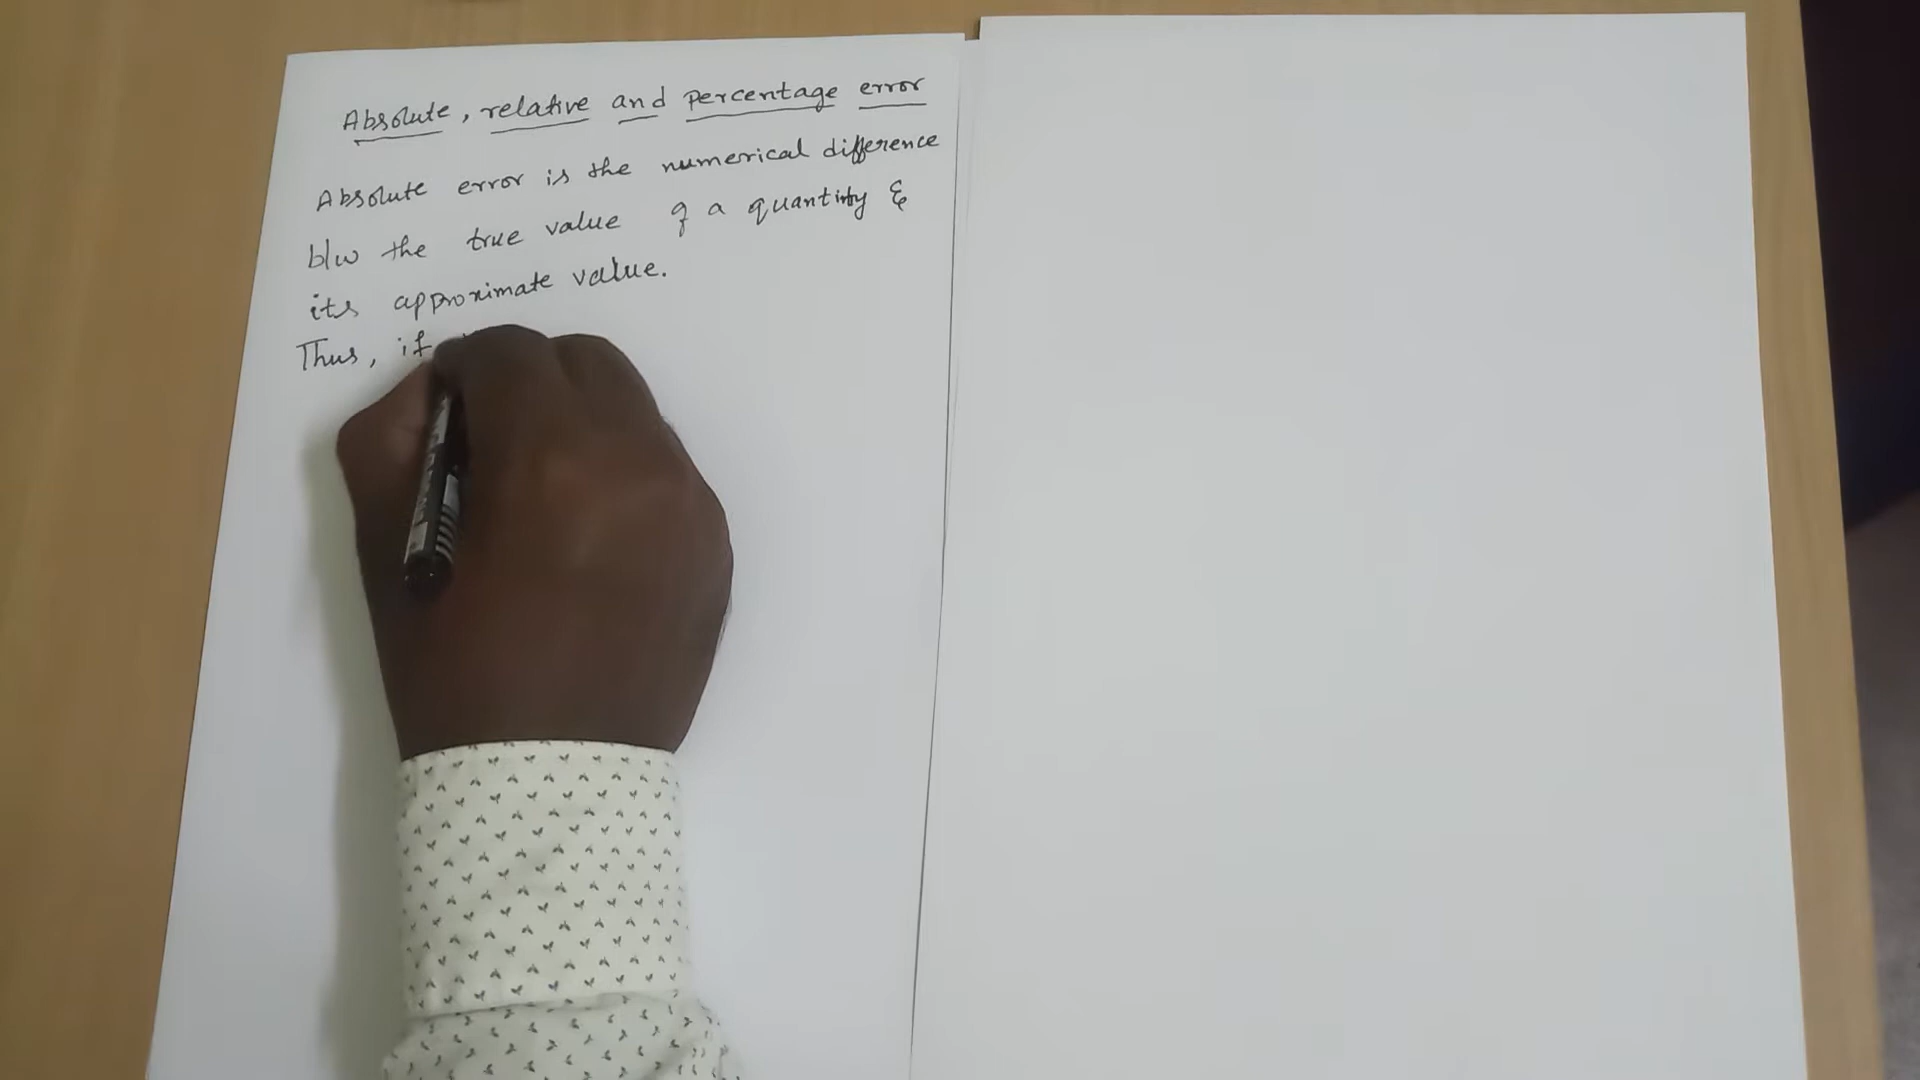 Absolute, relative and percentage error
Absolute error is the numerical difference
b/w the true value of a quantity &
its approximate value.
Thus, if